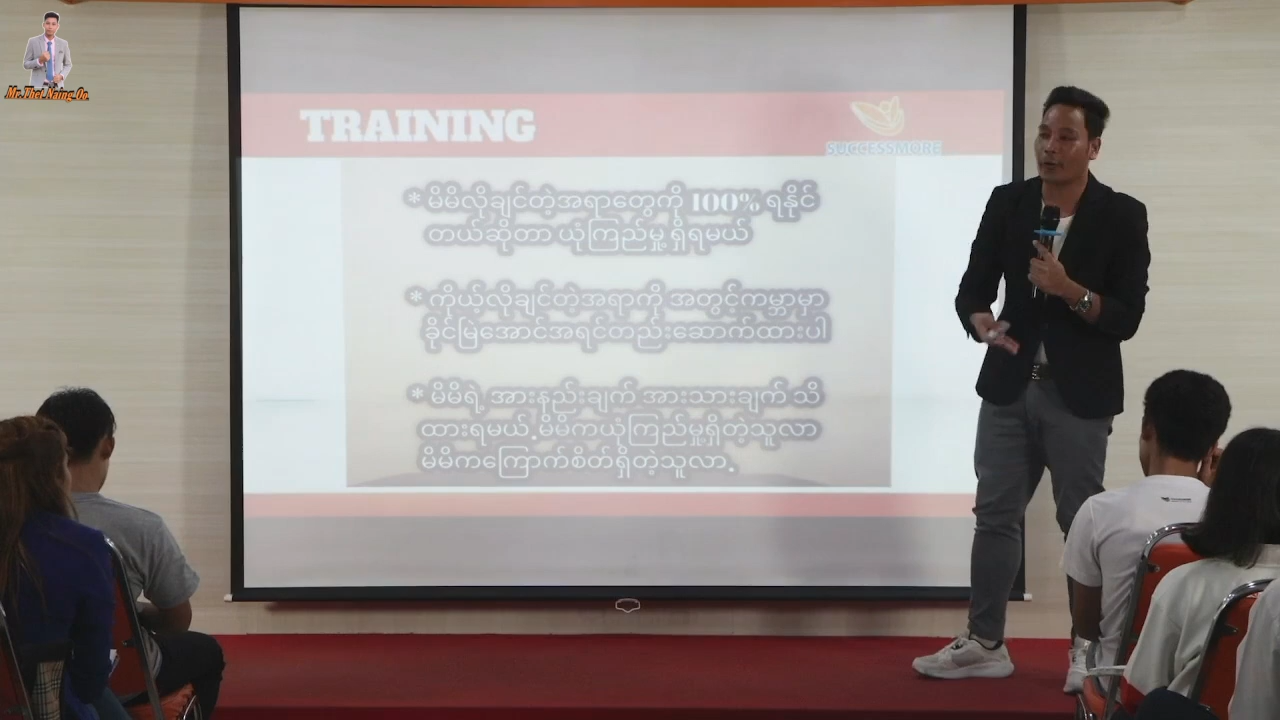 Mr.Thet Naing Oo
TRAINING
SUCCESSMORE
* မိမိလိုချင်တဲ့အရာတွေကို 100% ရနိုင်
တယ်ဆိုတာ ယုံကြည်မှု ရှိရမယ်
* ကိုယ်လိုချင်တဲအရာကို အတွင်ကမ္ဘာမှာ
ခိုင်မြဲအောင်အရင်တည်းဆောက်ထားပါ
* မိမိရဲ့ အားနည်းချက် အားသားချက် သိ
ထားရမယ်.မိမိကယုံကြည်မှုရှိတဲ့သူလာ
မိမိကကြောက်စိတ်ရှိတဲ့သူလာ.